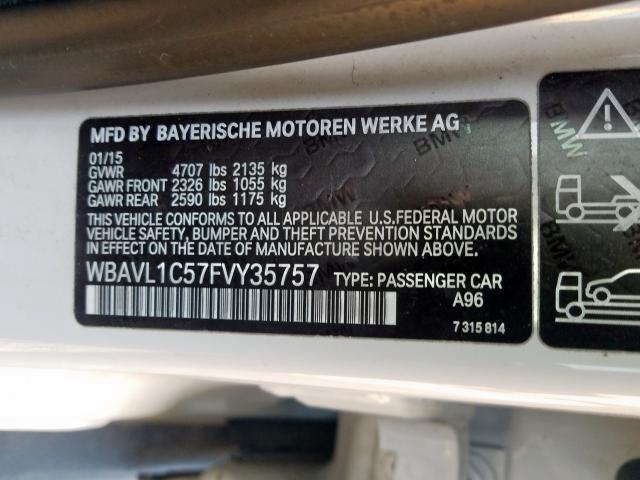 MFD BY BAYERISCHE MOTOREN WERKE AG
01/15
GVWR 4707 lbs 2135 kg
GAWR FRONT 2326 lbs 1055 kg
GAWR REAR 2590 lbs 1175 kg
THIS VEHICLE CONFORMS TO ALL APPLICABLE U.S.FEDERAL MOTOR
VEHICLE SAFETY, BUMPER AND THEFT PREVENTION STANDARDS
IN EFFECT ON THE DATE OF MANUFACTURE SHOWN ABOVE.
WBAVL1C57FVY35757 TYPE: PASSENGER CAR
A96
7 315 814
BMW